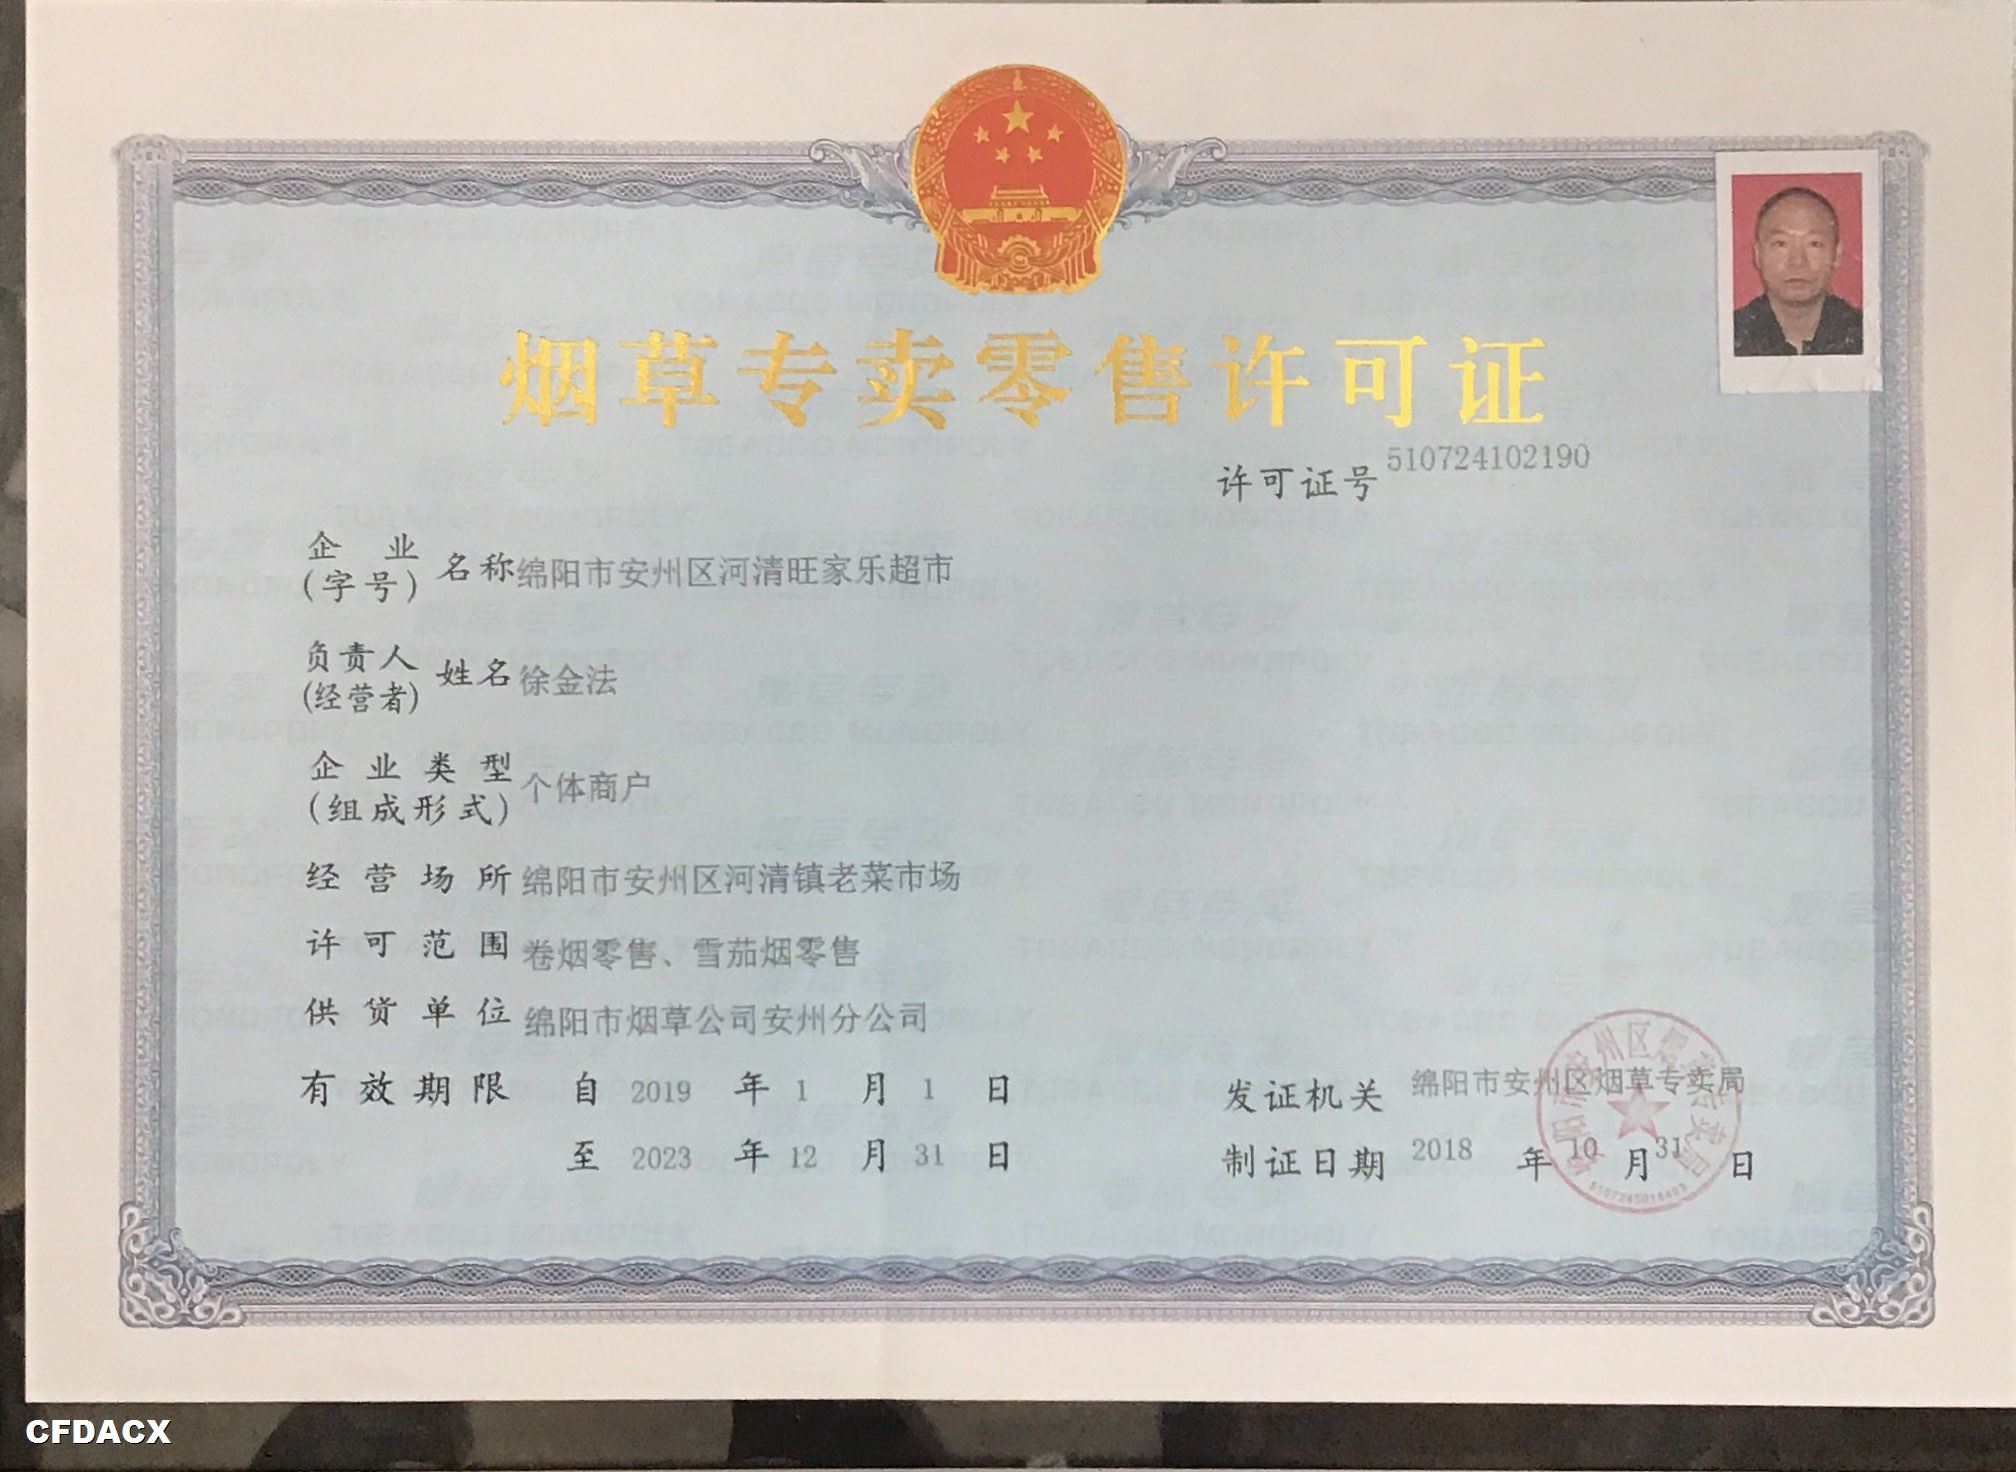 烟草专卖零售许可证
许可证号 510724102190
企业(字号)名称 绵阳市安州区河清旺家乐超市
负责人(经营者)姓名 徐金法
企业类型(组成形式) 个体商户
经营场所 绵阳市安州区河清镇老菜市场
许可范围 卷烟零售、雪茄烟零售
供货单位 绵阳市烟草公司安州分公司
有效期限 自 2019 年 1 月 1 日
至 2023 年 12 月 31 日
发证机关 绵阳市安州区烟草专卖局
制证日期 2018 年 10 月 31 日
CFDACX